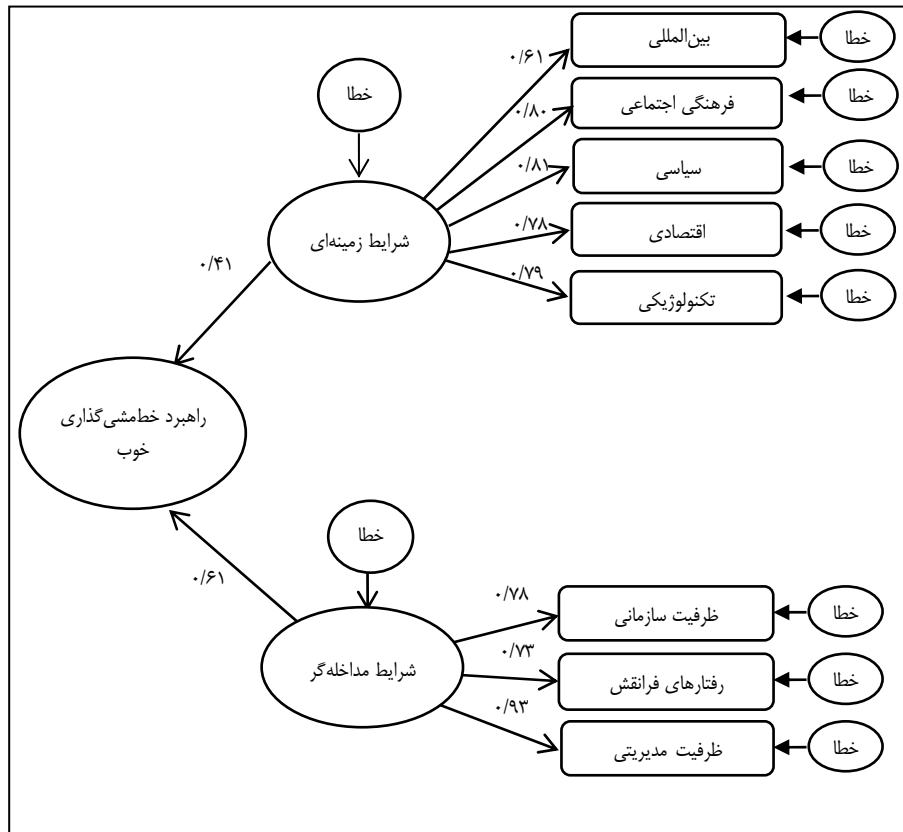 بین‌المللی
خطا
۰/۶۱
خطا
فرهنگی اجتماعی
خطا
۰/۸۰
سیاسی
خطا
۰/۸۱
شرایط زمینه‌ای
اقتصادی
خطا
۰/۷۸
۰/۷۹
تکنولوژیکی
خطا
۰/۴۱
راهبرد خط‌مشی‌گذاری
خوب
خطا
۰/۶۱
۰/۷۸
ظرفیت سازمانی
خطا
۰/۷۳
شرایط مداخله‌گر
رفتارهای فرانقش
خطا
۰/۹۳
ظرفیت مدیریتی
خطا